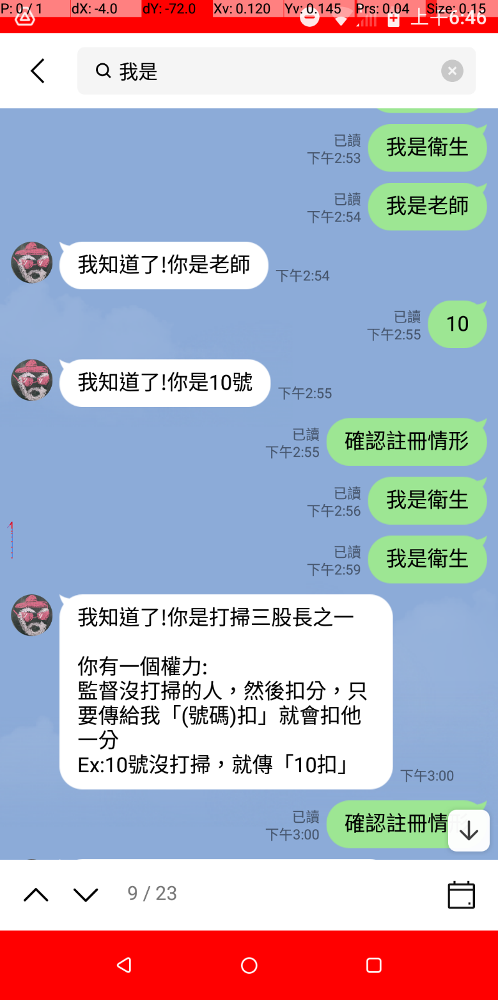 P: 0 / 1 dX: -4.0 dY: -72.0 Xv: 0.120 Yv: 0.145 Prs: 0.04 Size: 0.15
上午6:46
我是
已讀
下午2:53
我是衛生
已讀
下午2:54
我是老師
我知道了!你是老師
下午2:54
已讀
下午2:55
10
我知道了!你是10號
下午2:55
已讀
下午2:55
確認註冊情形
已讀
下午2:56
我是衛生
已讀
下午2:59
我是衛生
我知道了!你是打掃三股長之一
你有一個權力:
監督沒打掃的人，然後扣分，只
要傳給我「(號碼)扣」就會扣他
一分
Ex:10號沒打掃，就傳「10扣」
下午3:00
已讀
下午3:00
確認註冊情形
9 / 23